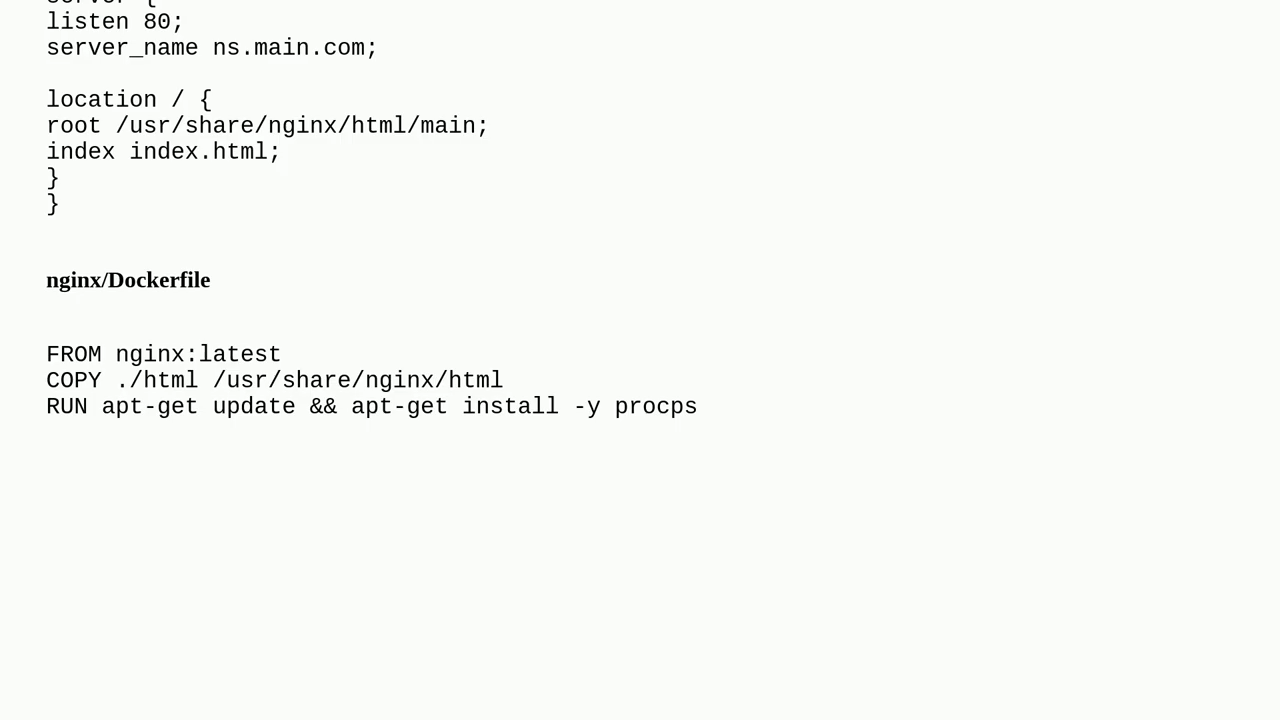 server {
listen 80;
server_name ns.main.com;
location / {
root /usr/share/nginx/html/main;
index index.html;
}
}
nginx/Dockerfile
FROM nginx:latest
COPY ./html /usr/share/nginx/html
RUN apt-get update && apt-get install -y procps